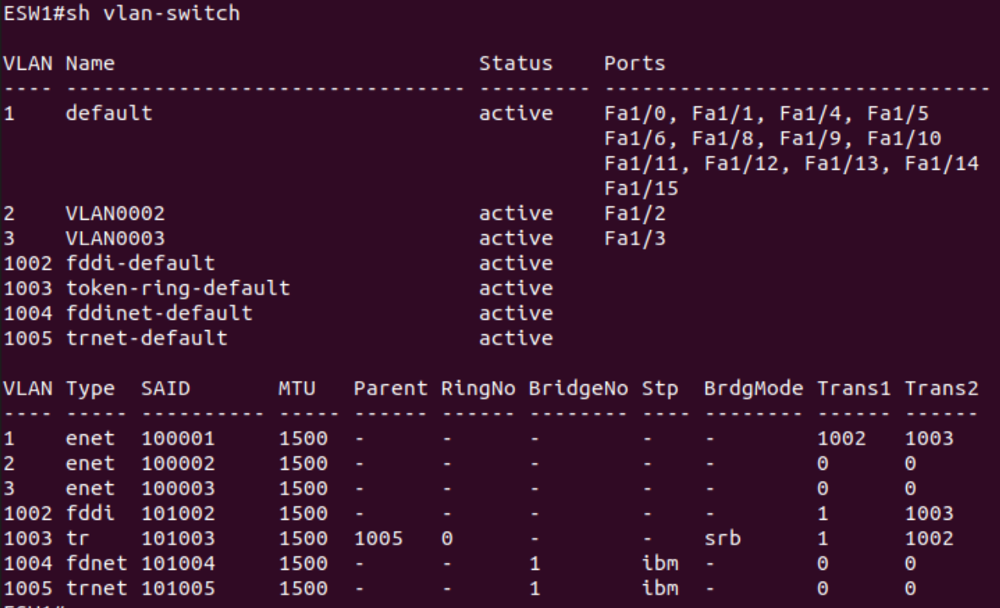 ESW1#sh vlan-switch
VLAN Name                             Status    Ports
---- -------------------------------- --------- -------------------------------
1    default                          active    Fa1/0, Fa1/1, Fa1/4, Fa1/5
                                                Fa1/6, Fa1/8, Fa1/9, Fa1/10
                                                Fa1/11, Fa1/12, Fa1/13, Fa1/14
                                                Fa1/15
2    VLAN0002                         active    Fa1/2
3    VLAN0003                         active    Fa1/3
1002 fddi-default                     active
1003 token-ring-default               active
1004 fddinet-default                  active
1005 trnet-default                    active
VLAN Type  SAID       MTU   Parent RingNo BridgeNo Stp  BrdgMode Trans1 Trans2
---- ----- ---------- ----- ------ ------ -------- ---- -------- ------ ------
1    enet  100001     1500  -      -      -        -    -        1002   1003
2    enet  100002     1500  -      -      -        -    -        0      0
3    enet  100003     1500  -      -      -        -    -        0      0
1002 fddi  101002     1500  -      -      -        -    -        1      1003
1003 tr    101003     1500  1005   0      -        -    srb      1      1002
1004 fdnet 101004     1500  -      -      1        ibm  -        0      0
1005 trnet 101005     1500  -      -      1        ibm  -        0      0